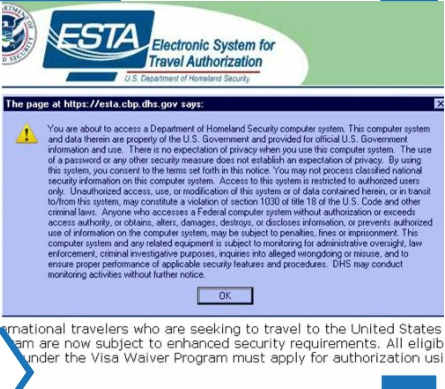 ESTA
Electronic System for
Travel Authorization
U.S. Department of Homeland Security
The page at https://esta.cbp.dhs.gov says:
You are about to access a Department of Homeland Security computer system. This computer system
and data therein are property of the U.S. Government and provided for official U.S. Government
information and use. There is no expectation of privacy when you use this computer system. The use
of a password or any other security measure does not establish an expectation of privacy. By using
this system, you consent to the terms set forth in this notice. You may not process classified national
security information on this computer system. Access to this system is restricted to authorized users
only. Unauthorized access, use, or modification of this system or of data contained herein, or in transit
to/from this system, may constitute a violation of section 1030 of title 18 of the U.S. Code and other
criminal laws. Anyone who accesses a Federal computer system without authorization or exceeds
access authority, or obtains, alters, damages, destroys, or discloses information, or prevents authorized
use of information on the computer system, may be subject to penalties, fines or imprisonment. This
computer system and any related equipment is subject to monitoring for administrative oversight, law
enforcement, criminal investigative purposes, inquiries into alleged wrongdoing or misuse, and to
ensure proper performance of applicable security features and procedures. DHS may conduct
monitoring activities without further notice.
OK
ernational travelers who are seeking to travel to the United States
am are now subject to enhanced security requirements. All eligib
under the Visa Waiver Program must apply for authorization usi